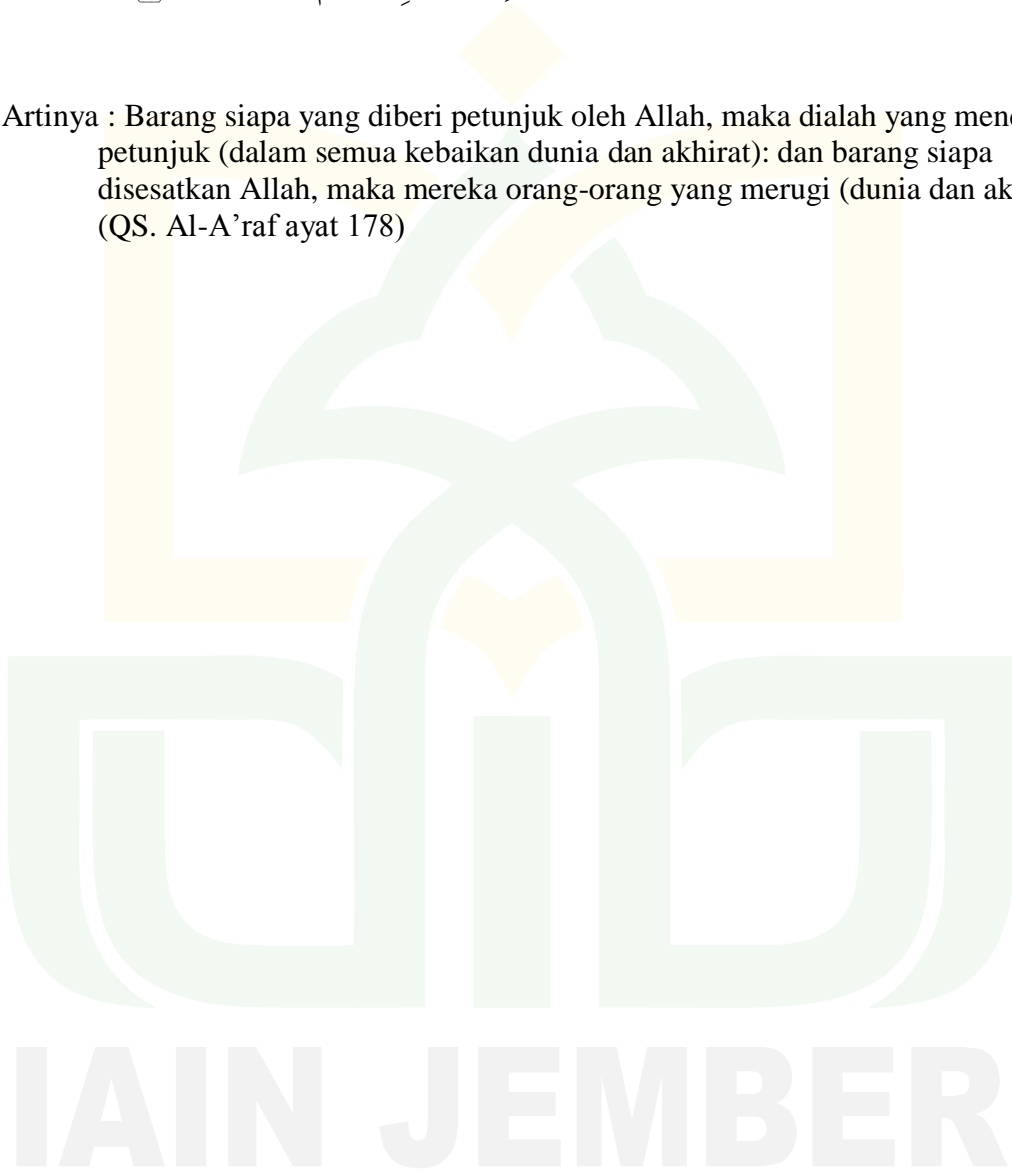 Artinya : Barang siapa yang diberi petunjuk oleh Allah, maka dialah yang
petunjuk (dalam semua kebaikan dunia dan akhirat): dan barang siapa
disesatkan Allah, maka mereka orang-orang yang merugi (dunia dan
(QS. Al-A’raf ayat 178)
IAIN JEMBER